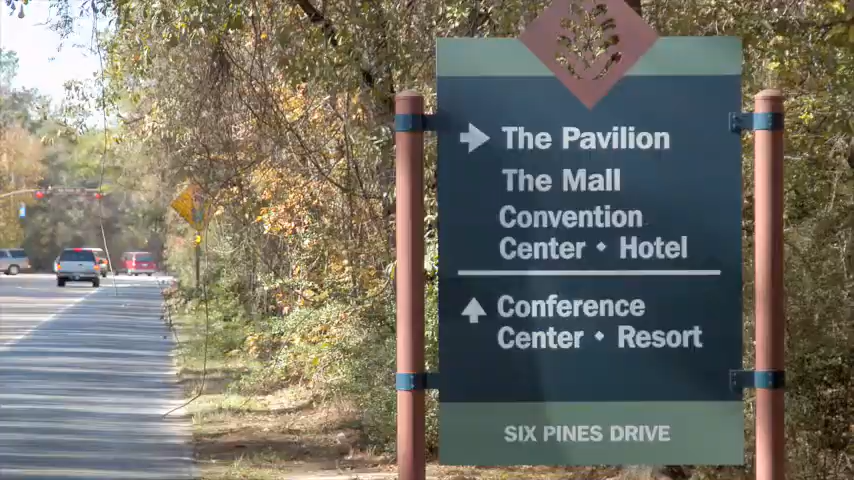 The Pavilion
The Mall
Convention
Center • Hotel
Conference
Center • Resort
SIX PINES DRIVE